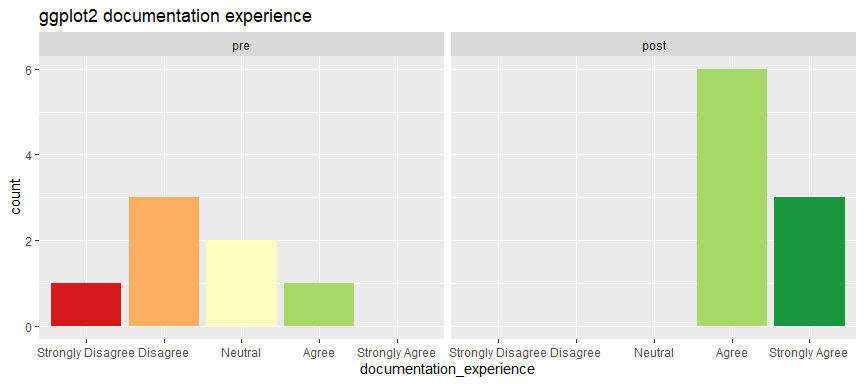 ggplot2 documentation experience
pre
post
count
6
4
2
0
Strongly Disagree Disagree Neutral Agree Strongly Agree
Strongly Disagree Disagree Neutral Agree Strongly Agree
documentation_experience